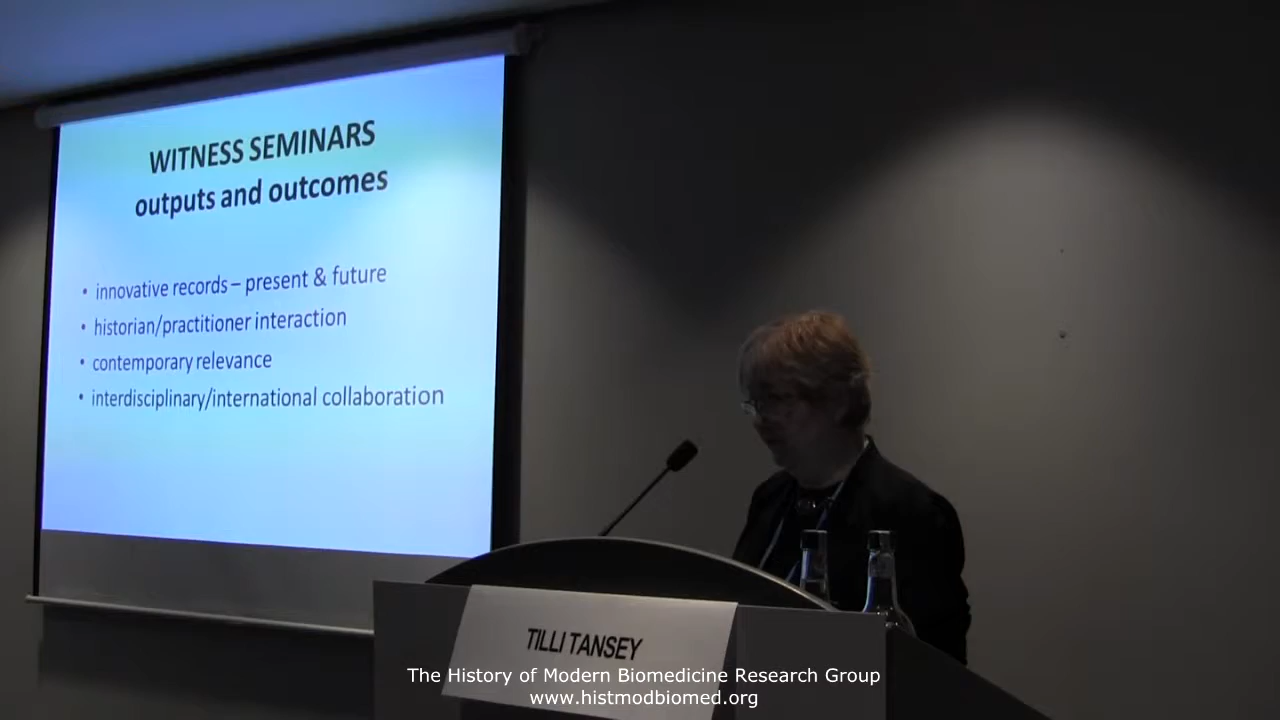 WITNESS SEMINARS
outputs and outcomes
• innovative records – present & future
• historian/practitioner interaction
• contemporary relevance
• interdisciplinary/international collaboration
TILLI TANSEY
The History of Modern Biomedicine Research Group
www.histmodbiomed.org